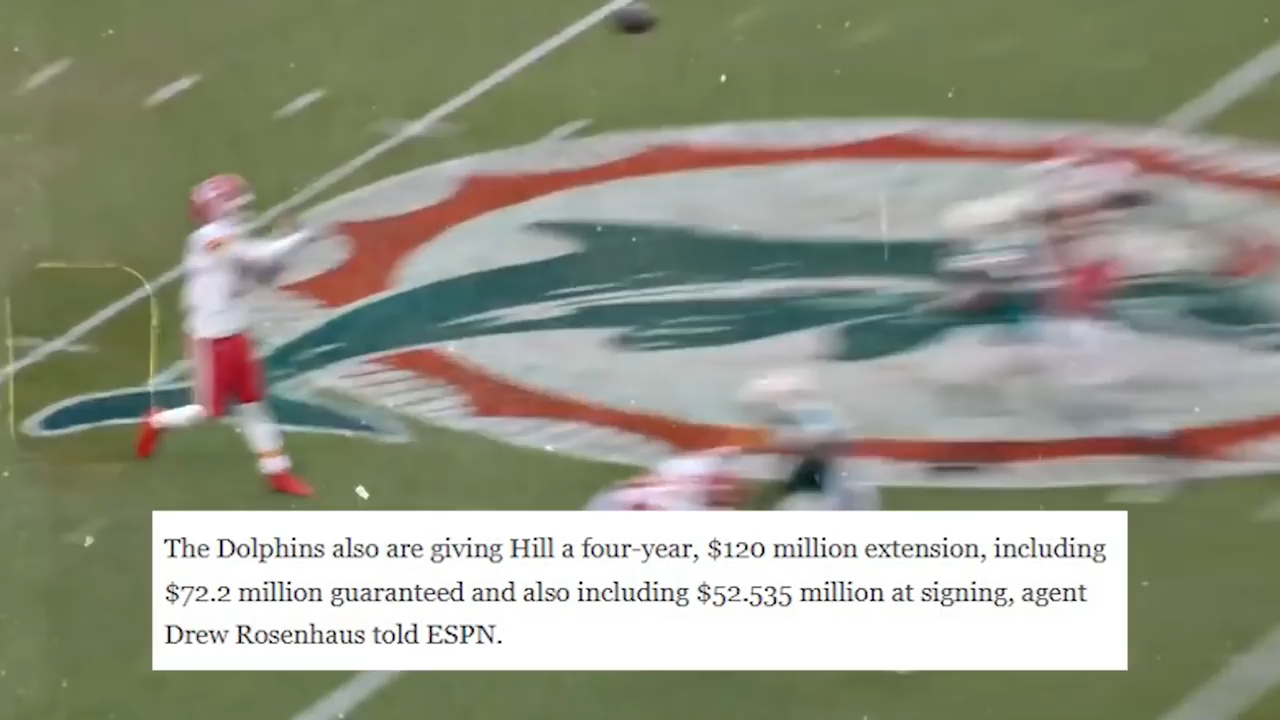 The Dolphins also are giving Hill a four-year, $120 million extension, including
$72.2 million guaranteed and also including $52.535 million at signing, agent
Drew Rosenhaus told ESPN.